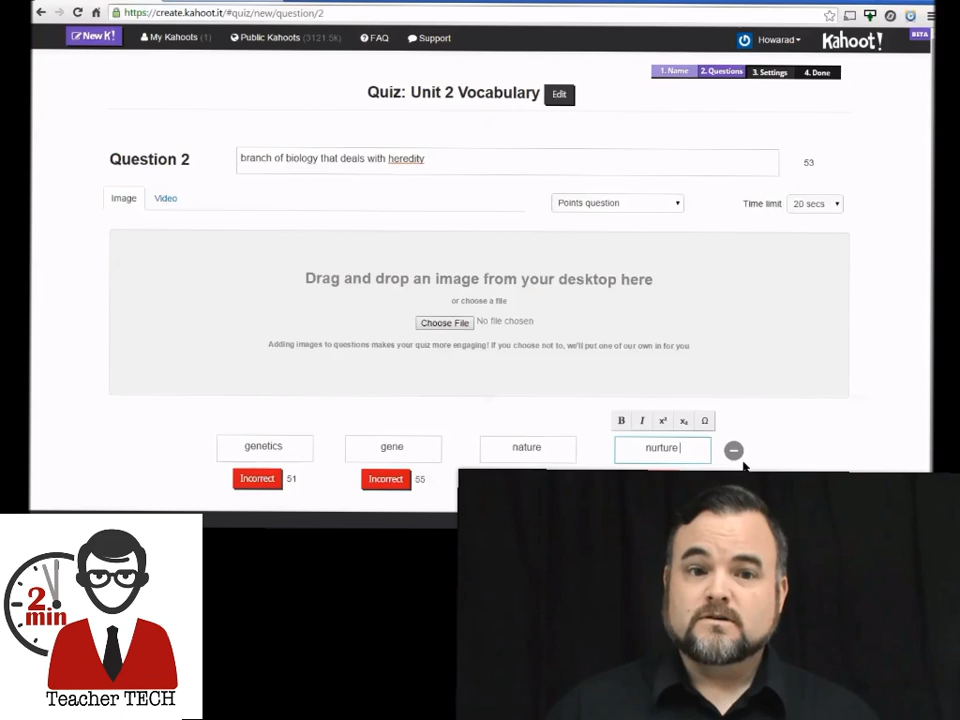 https://create.kahoot.it/#quiz/new/question/2
New K! My Kahoots (1) Public Kahoots (3121.5k) FAQ Support Howarad Kahoot! BETA
1. Name 2. Questions 3. Settings 4. Done
Quiz: Unit 2 Vocabulary Edit
Question 2 branch of biology that deals with heredity 53
Image Video Points question Time limit 20 secs
Drag and drop an image from your desktop here
or choose a file
Choose File No file chosen
Adding images to questions makes your quiz more engaging! If you choose not to, we'll put one of our own in for you
B I x² x₂ Ω
genetics gene nature nurture
Incorrect 51 Incorrect 55
2
min
Teacher TECH